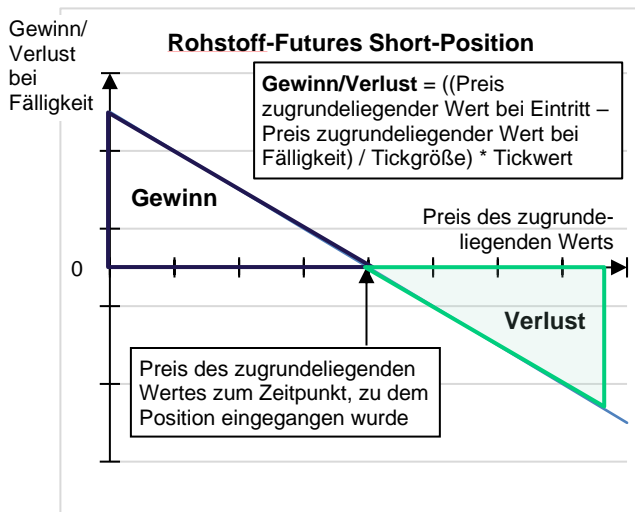 Gewinn/
Verlust
bei
Fälligkeit
Rohstoff-Futures Short-Position
Gewinn/Verlust = ((Preis
zugrundeliegender Wert bei Eintritt –
Preis zugrundeliegender Wert bei
Fälligkeit) / Tickgröße) * Tickwert
Gewinn
Preis des zugrunde-
liegenden Werts
0
Verlust
Preis des zugrundeliegenden
Wertes zum Zeitpunkt, zu dem
Position eingegangen wurde